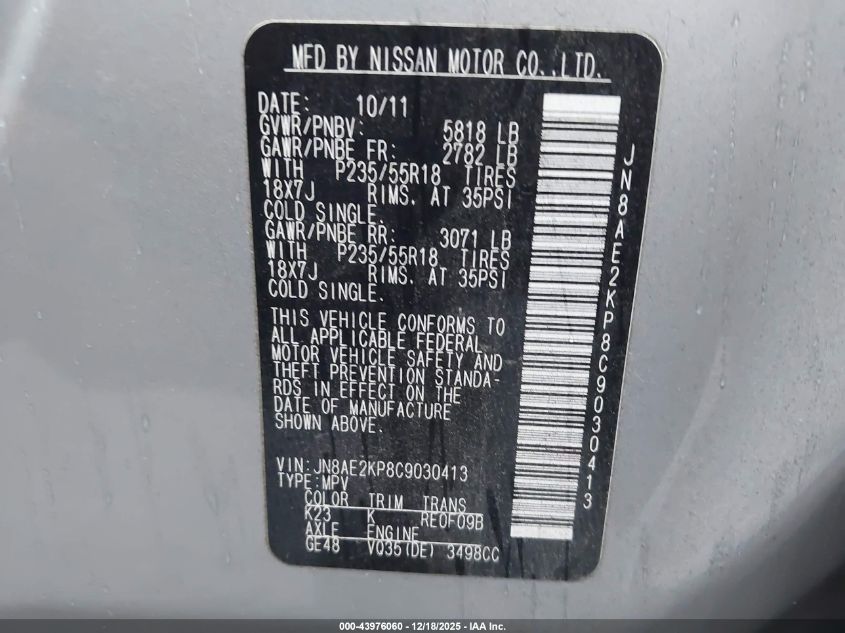 MFD BY NISSAN MOTOR CO.,LTD.
DATE: 10/11
GVWR/PNBV: 5818 LB
GAWR/PNBE FR: 2782 LB
WITH P235/55R18 TIRES
18X7J RIMS. AT 35PSI
COLD SINGLE.
GAWR/PNBE RR: 3071 LB
WITH P235/55R18 TIRES
18X7J RIMS. AT 35PSI
COLD SINGLE.
THIS VEHICLE CONFORMS TO
ALL APPLICABLE FEDERAL
MOTOR VEHICLE SAFETY AND
THEFT PREVENTION STANDA-
RDS IN EFFECT ON THE
DATE OF MANUFACTURE
SHOWN ABOVE.
VIN:JN8AE2KP8C9030413
TYPE:MPV
COLOR TRIM TRANS
K23 K RE0F09B
AXLE ENGINE
GE48 VQ35(DE) 3498CC
JN8AE2KP8C9030413
000-43976060 - 12/18/2025 - IAA Inc.